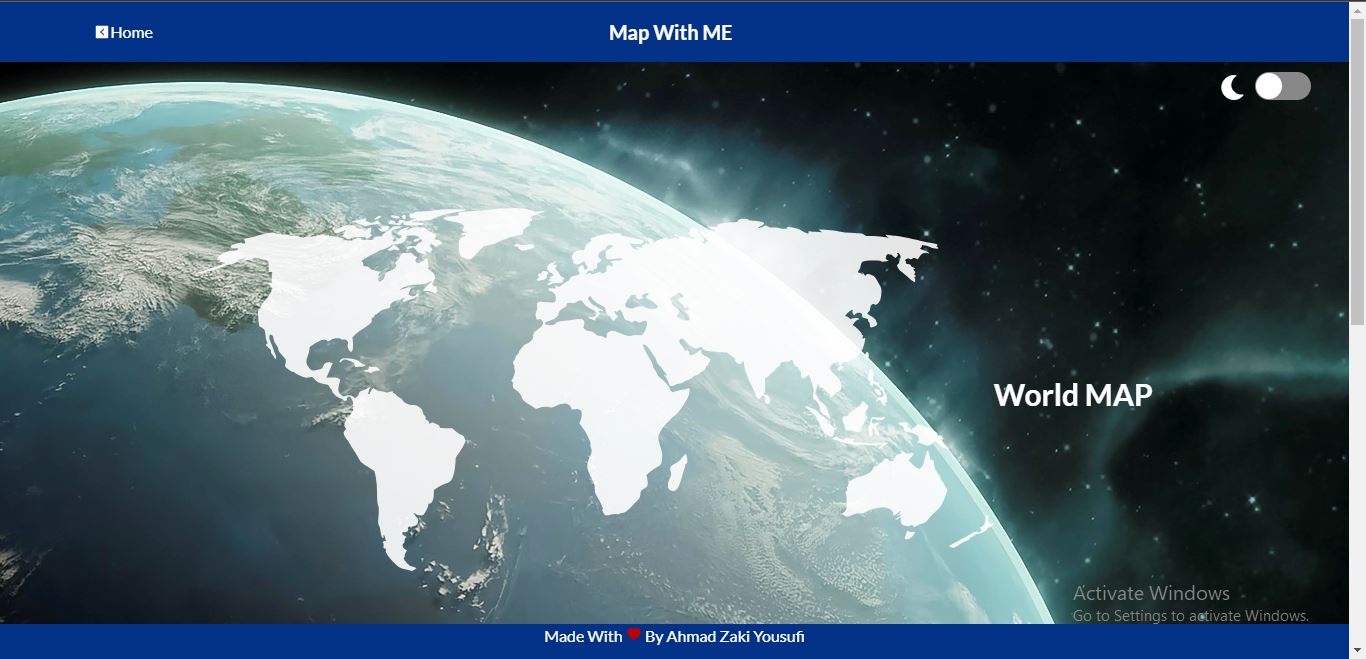 Home
Map With ME
World MAP
Activate Windows
Go to Settings to activate Windows.
Made With ❤ By Ahmad Zaki Yousufi